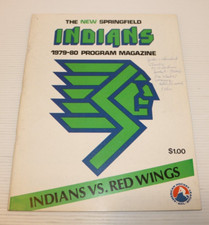 THE NEW SPRINGFIELD
INDIANS
1979-80 PROGRAM MAGAZINE
$1.00
INDIANS VS. RED WINGS